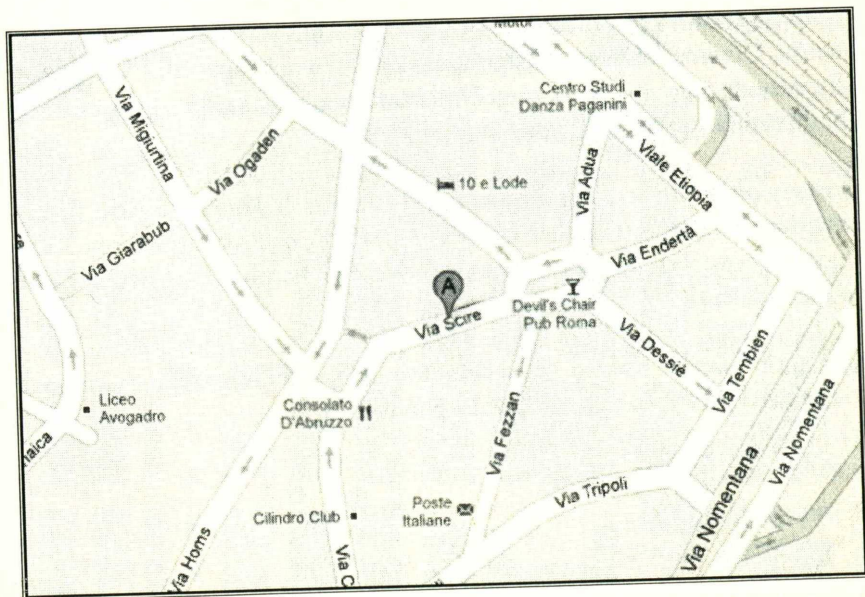 Motor
Centro Studi
Danza Paganini
Via Migiurtina
Via Ogaden
10 e Lode
Via Adua
Viale Etiopia
Via Giarabub
Via Endertà
A
Via Scire
Devil's Chair
Pub Roma
Via Dessié
Liceo
Avogadro
Consolato
D'Abruzzo
Via Tembien
Via Nomentana
Via Fezzan
Via Tripoli
Cilindro Club
Poste
Italiane
Via Nomentana
Via Homs
Via C